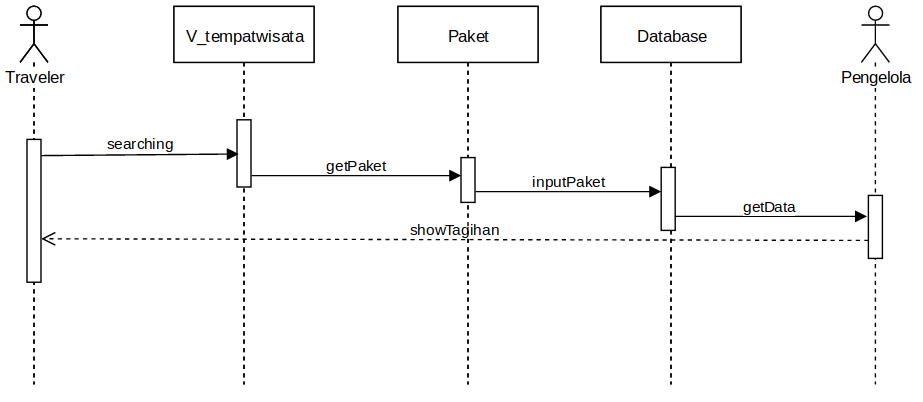 V_tempatwisata
Paket
Database
Traveler
Pengelola
searching
getPaket
inputPaket
getData
showTagihan